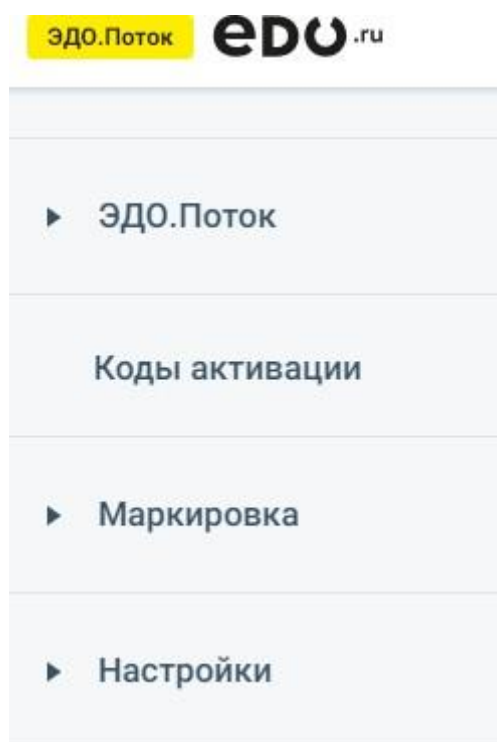 ЭДО.Поток eDO.ru
ЭДО.Поток
Коды активации
Маркировка
Настройки